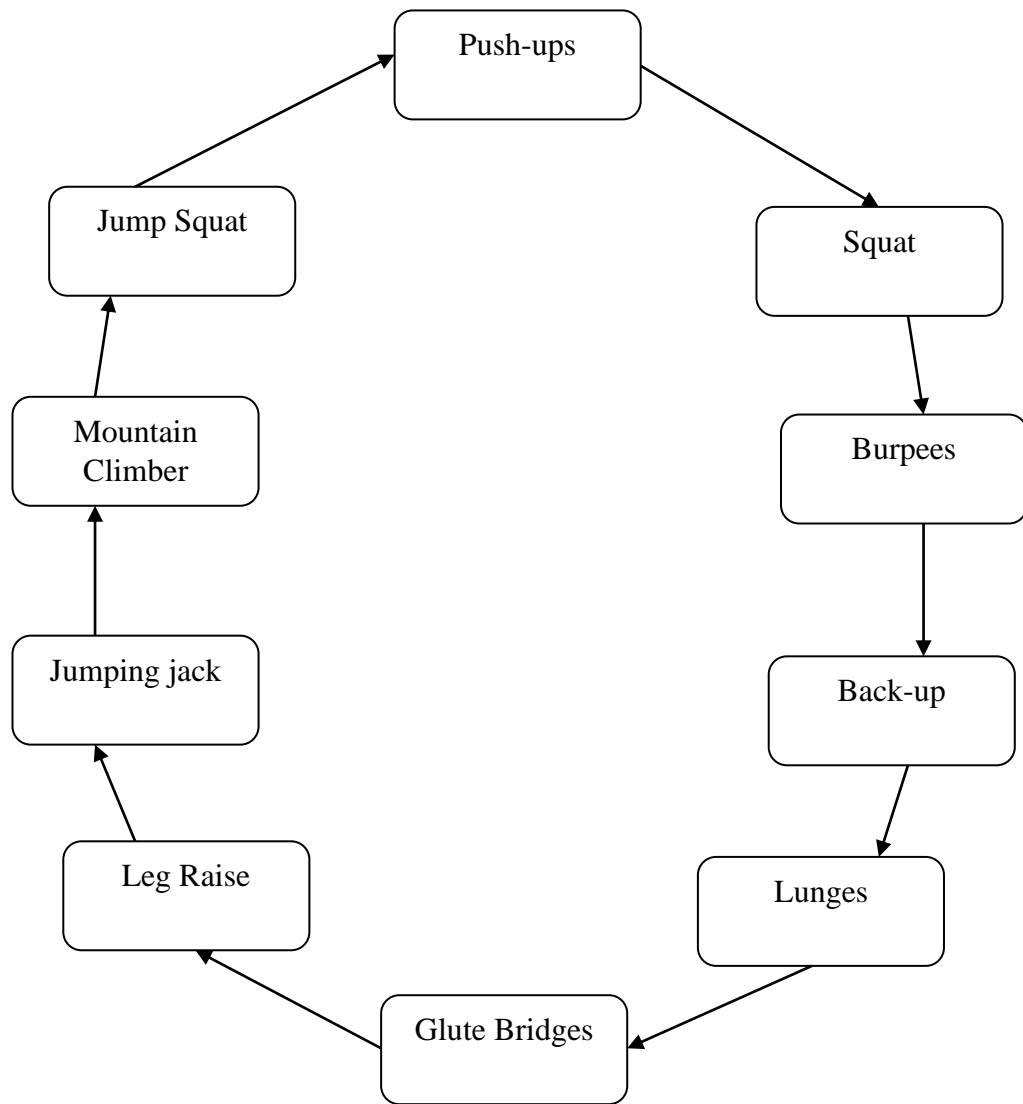 Push-ups
Squat
Burpees
Back-up
Lunges
Glute Bridges
Leg Raise
Jumping jack
Mountain
Climber
Jump Squat